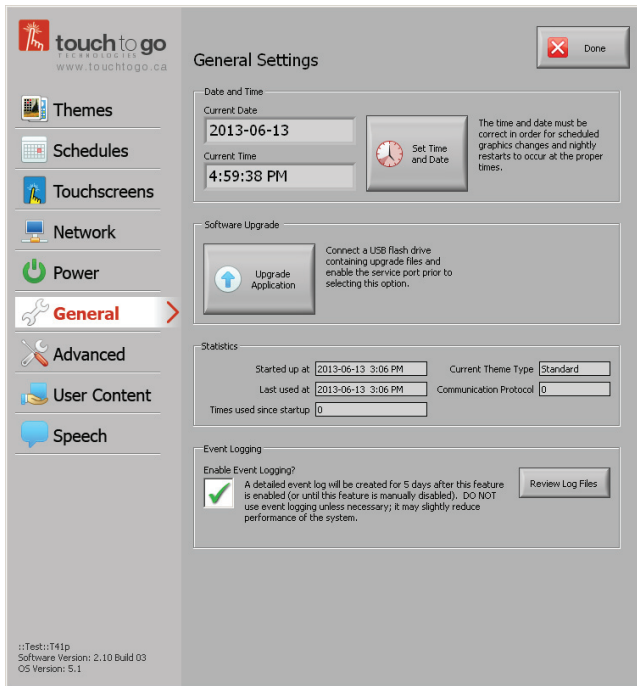 touch to go
TECHNOLOGIES
www.touchtogo.ca
Themes
Schedules
Touchscreens
Network
Power
General
Advanced
User Content
Speech
::Test::T41p
Software Version: 2.10 Build 03
OS Version: 5.1
General Settings
Done
Date and Time
Current Date
2013-06-13
Current Time
4:59:38 PM
Set Time
and Date
The time and date must be
correct in order for scheduled
graphics changes and nightly
restarts to occur at the proper
times.
Software Upgrade
Upgrade
Application
Connect a USB flash drive
containing upgrade files and
enable the service port prior to
selecting this option.
Statistics
Started up at 2013-06-13 3:06 PM Current Theme Type Standard
Last used at 2013-06-13 3:06 PM Communication Protocol 0
Times used since startup 0
Event Logging
Enable Event Logging?
A detailed event log will be created for 5 days after this feature
is enabled (or until this feature is manually disabled). DO NOT
use event logging unless necessary; it may slightly reduce
performance of the system.
Review Log Files